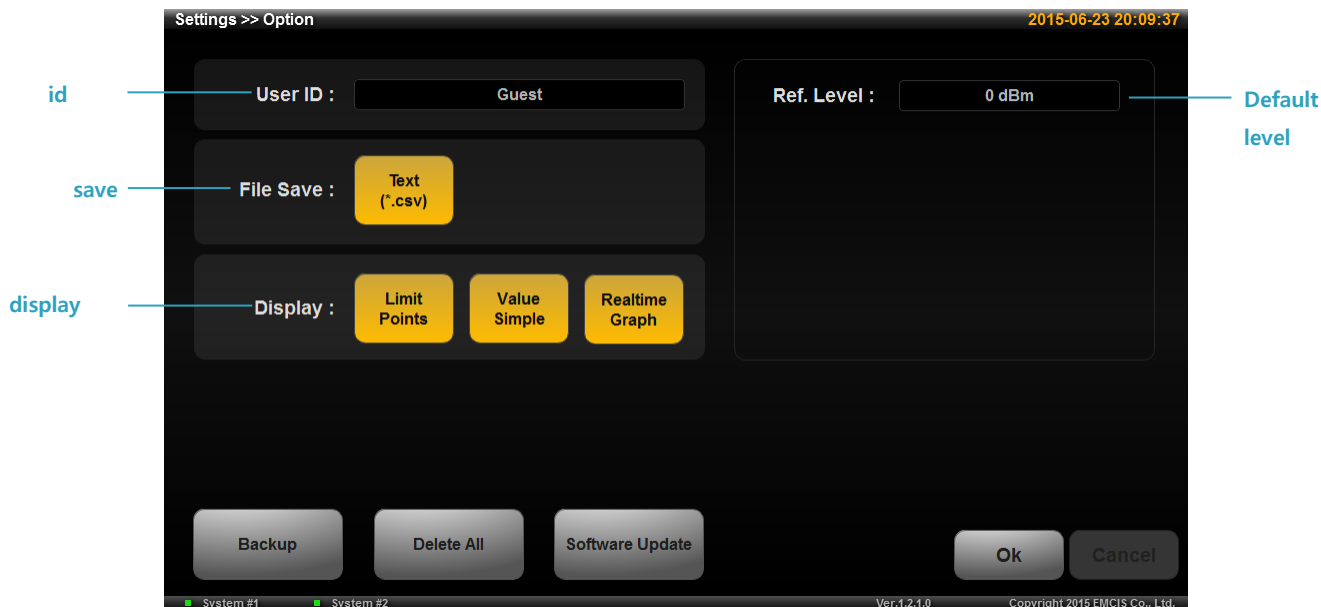 Settings >> Option 2015-06-23 20:09:37
id User ID : Guest Ref. Level : 0 dBm Default level
save File Save : Text (*.csv)
display Display : Limit Points Value Simple Realtime Graph
Backup Delete All Software Update Ok Cancel
System #1 System #2 Ver.1.2.1.0 Copyright 2015 EMCIS Co., Ltd.